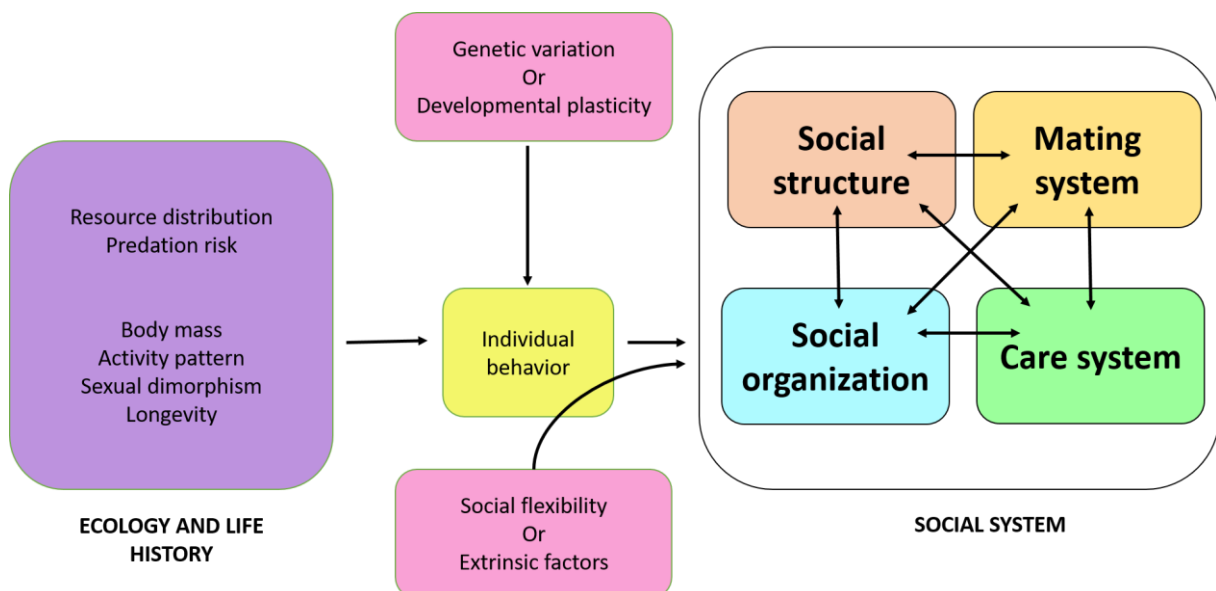 Genetic variation
Or
Developmental plasticity
Resource distribution
Predation risk
Body mass
Activity pattern
Sexual dimorphism
Longevity
ECOLOGY AND LIFE
HISTORY
Individual
behavior
Social flexibility
Or
Extrinsic factors
Social
structure
Mating
system
Social
organization
Care system
SOCIAL SYSTEM